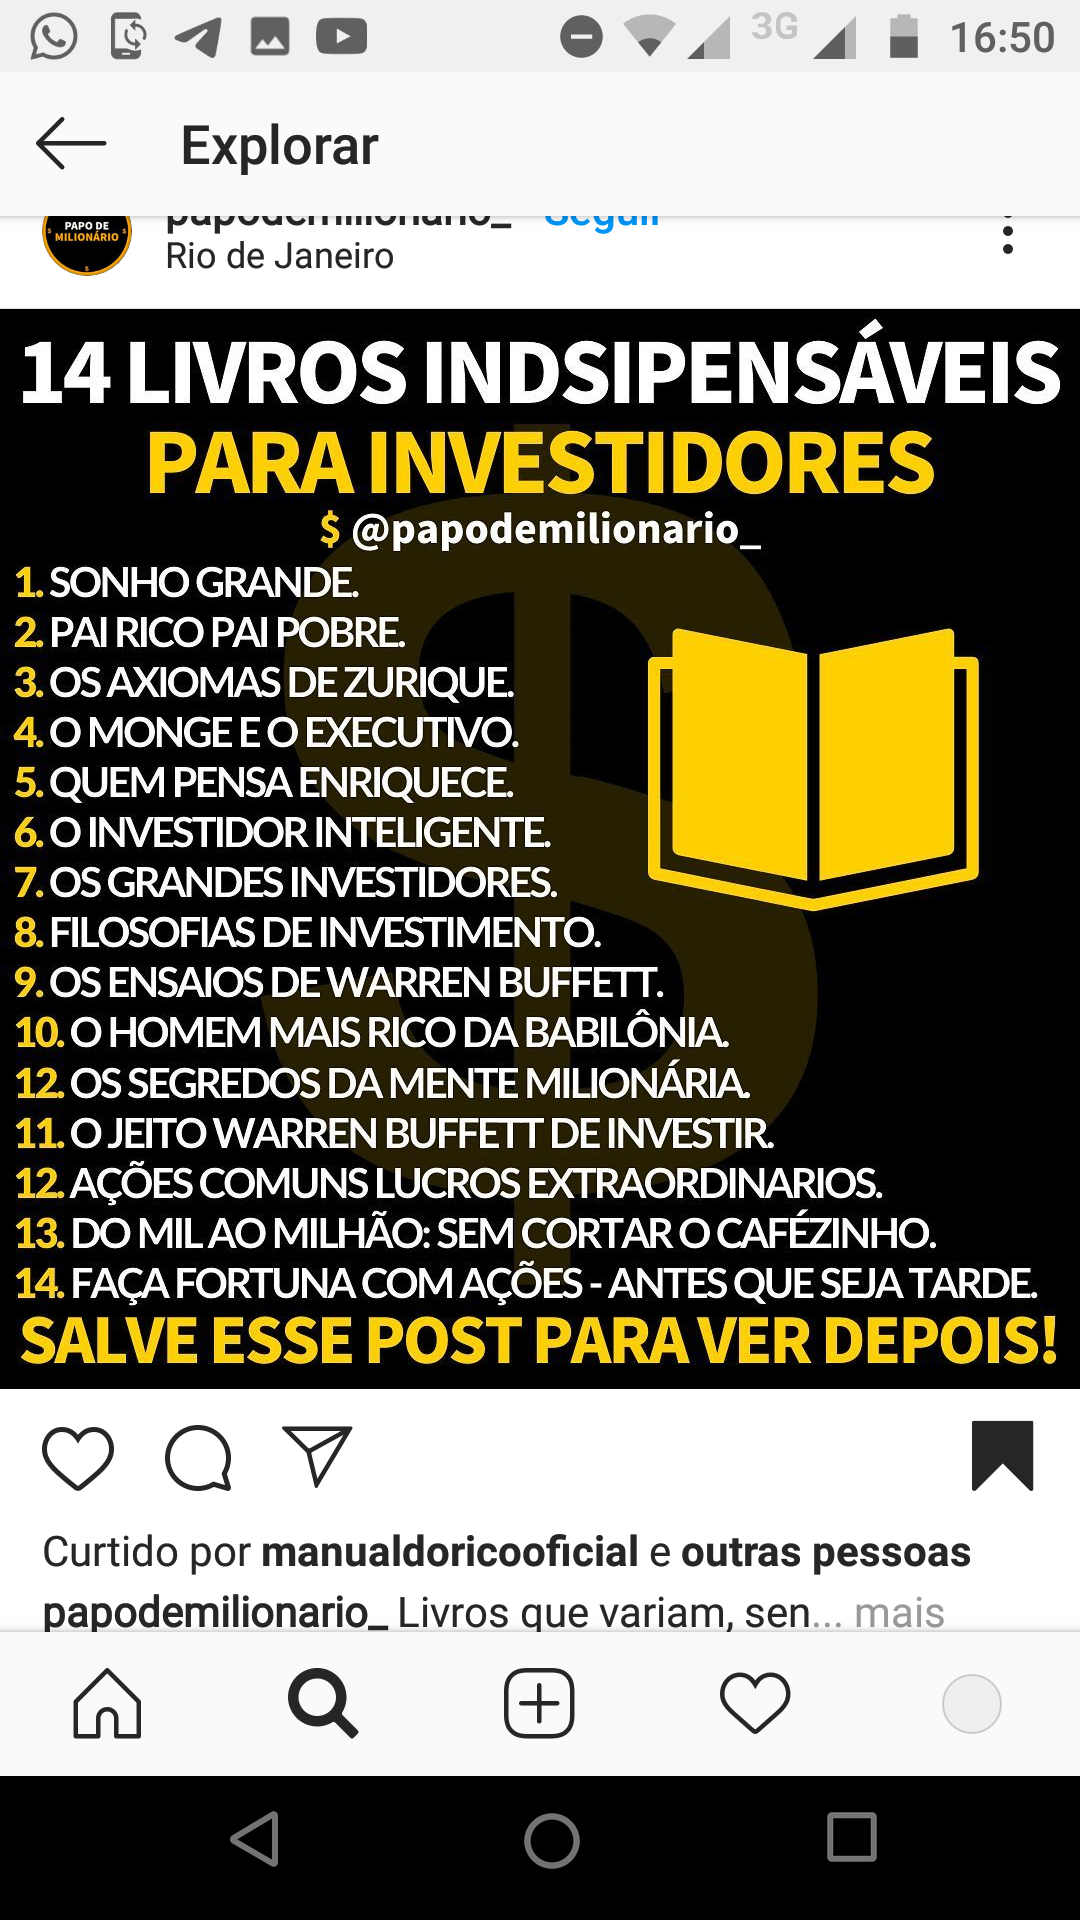 3G 16:50
Explorar
PAPO DE
MILIONÁRIO
papodemilionario_ Seguir
Rio de Janeiro
14 LIVROS INDSIPENSÁVEIS
PARA INVESTIDORES
$ @papodemilionario_
1. SONHO GRANDE.
2. PAI RICO PAI POBRE.
3. OS AXIOMAS DE ZURIQUE.
4. O MONGE E O EXECUTIVO.
5. QUEM PENSA ENRIQUECE.
6. O INVESTIDOR INTELIGENTE.
7. OS GRANDES INVESTIDORES.
8. FILOSOFIAS DE INVESTIMENTO.
9. OS ENSAIOS DE WARREN BUFFETT.
10. O HOMEM MAIS RICO DA BABILÔNIA.
12. OS SEGREDOS DA MENTE MILIONÁRIA.
11. O JEITO WARREN BUFFETT DE INVESTIR.
12. AÇÕES COMUNS LUCROS EXTRAORDINARIOS.
13. DO MIL AO MILHÃO: SEM CORTAR O CAFÉZINHO.
14. FAÇA FORTUNA COM AÇÕES - ANTES QUE SEJA TARDE.
SALVE ESSE POST PARA VER DEPOIS!
Curtido por manualdoricooficial e outras pessoas
papodemilionario_ Livros que variam, sen... mais